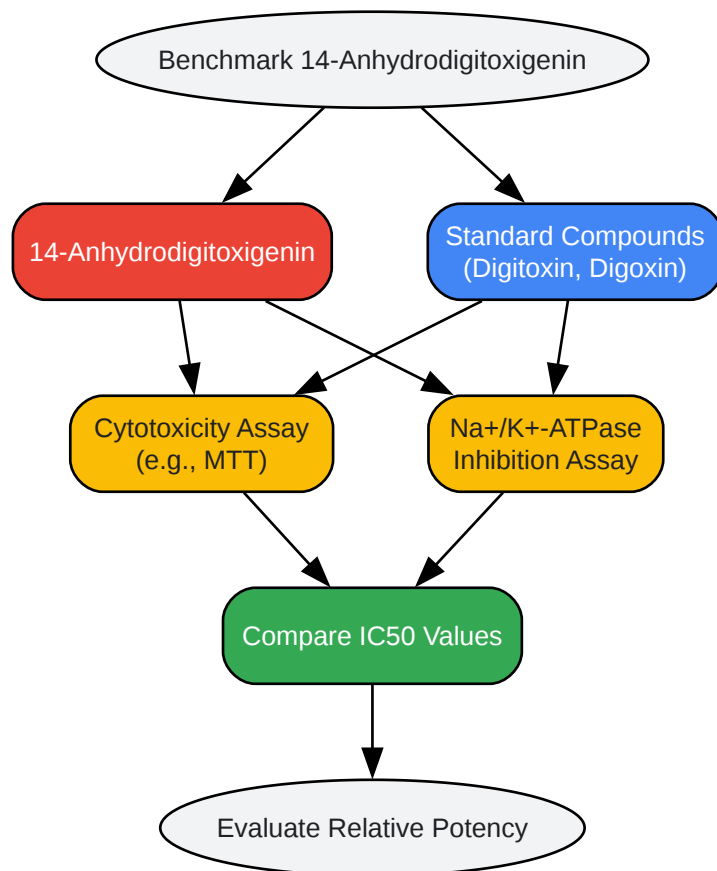 Benchmark 14-Anhydrodigitoxigenin
14-Anhydrodigitoxigenin
Standard Compounds
(Digitoxin, Digoxin)
Cytotoxicity Assay
(e.g., MTT)
Na+/K+-ATPase
Inhibition Assay
Compare IC50 Values
Evaluate Relative Potency